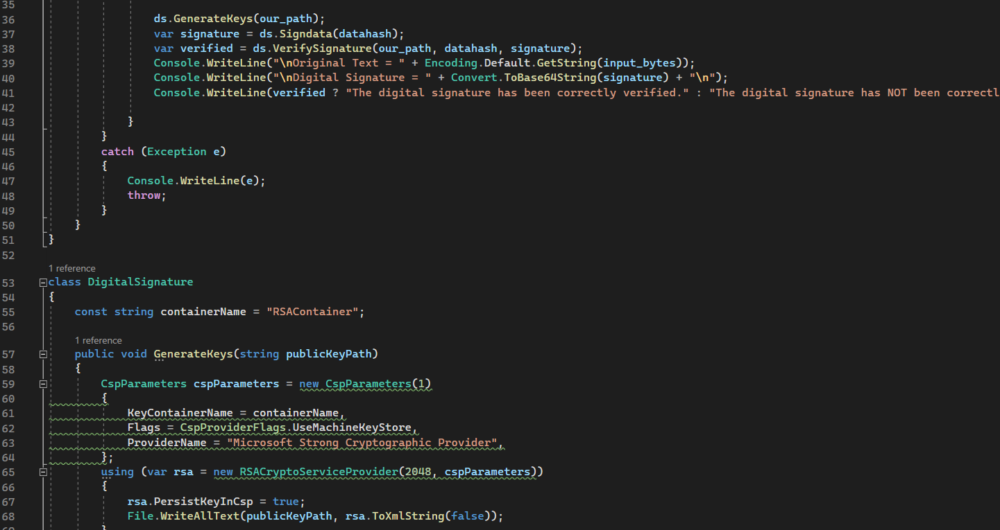 35
36 ds.GenerateKeys(our_path);
37 var signature = ds.Signdata(datahash);
38 var verified = ds.VerifySignature(our_path, datahash, signature);
39 Console.WriteLine("\nOriginal Text = " + Encoding.Default.GetString(input_bytes));
40 Console.WriteLine("\nDigital Signature = " + Convert.ToBase64String(signature) + "\n");
41 Console.WriteLine(verified ? "The digital signature has been correctly verified." : "The digital signature has NOT been correctl
42
43 }
44 }
45 catch (Exception e)
46 {
47 Console.WriteLine(e);
48 throw;
49 }
50 }
51 }
52
1 reference
53 class DigitalSignature
54 {
55 const string containerName = "RSAContainer";
56
1 reference
57 public void GenerateKeys(string publicKeyPath)
58 {
59 CspParameters cspParameters = new CspParameters(1)
60 {
61 KeyContainerName = containerName,
62 Flags = CspProviderFlags.UseMachineKeyStore,
63 ProviderName = "Microsoft Strong Cryptographic Provider",
64 };
65 using (var rsa = new RSACryptoServiceProvider(2048, cspParameters))
66 {
67 rsa.PersistKeyInCsp = true;
68 File.WriteAllText(publicKeyPath, rsa.ToXmlString(false));